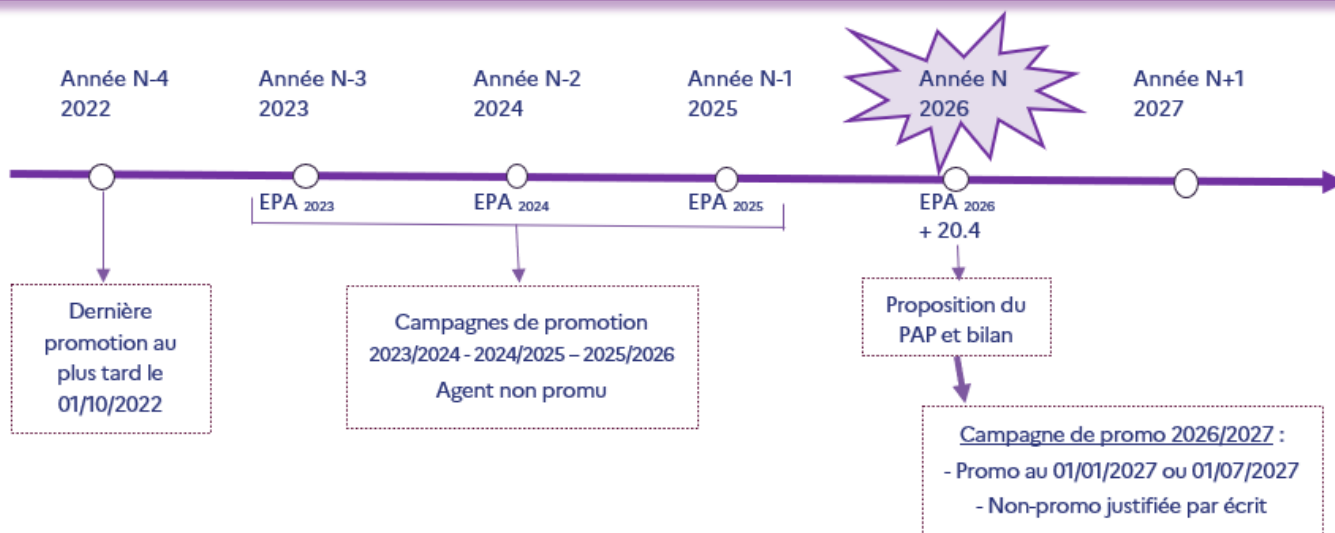 Année N-4
2022
Année N-3
2023
Année N-2
2024
Année N-1
2025
Année N
2026
Année N+1
2027
EPA 2023
EPA 2024
EPA 2025
EPA 2026
+ 20.4
Dernière
promotion au
plus tard le
01/10/2022
Campagnes de promotion
2023/2024 - 2024/2025 – 2025/2026
Agent non promu
Proposition du
PAP et bilan
Campagne de promo 2026/2027 :
- Promo au 01/01/2027 ou 01/07/2027
- Non-promo justifiée par écrit